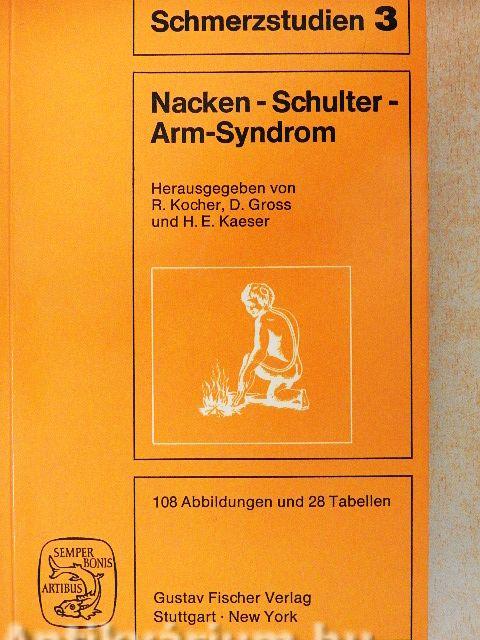 Schmerzstudien 3
Nacken - Schulter -
Arm-Syndrom
Herausgegeben von
R. Kocher, D. Gross
und H. E. Kaeser
108 Abbildungen und 28 Tabellen
SEMPER
BONIS
ARTIBUS
Gustav Fischer Verlag
Stuttgart · New York